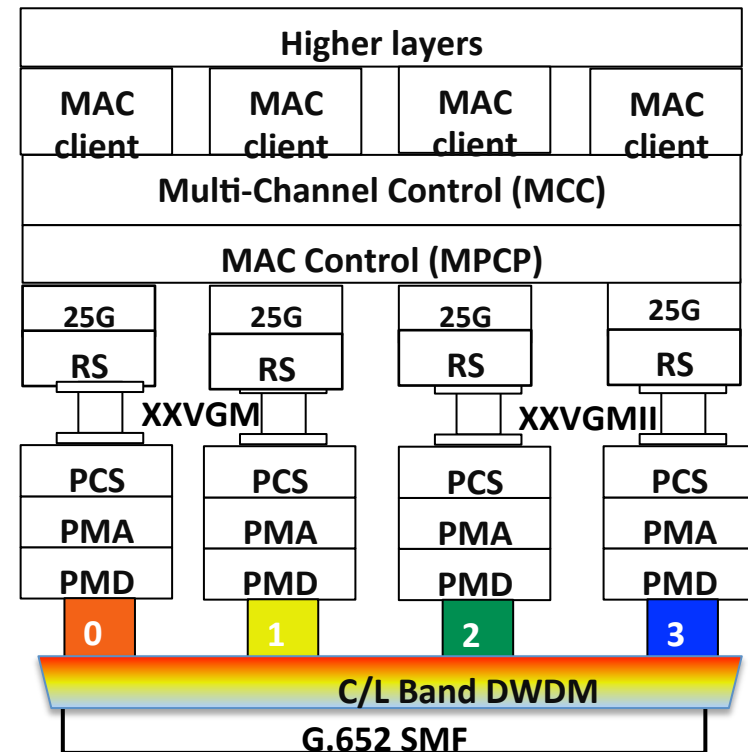 Higher layers
MAC MAC MAC MAC
client client client client
Multi-Channel Control (MCC)
MAC Control (MPCP)
25G 25G 25G 25G
RS RS RS RS
XXVGM XXVGMII
PCS PCS PCS PCS
PMA PMA PMA PMA
PMD PMD PMD PMD
0 1 2 3
C/L Band DWDM
G.652 SMF